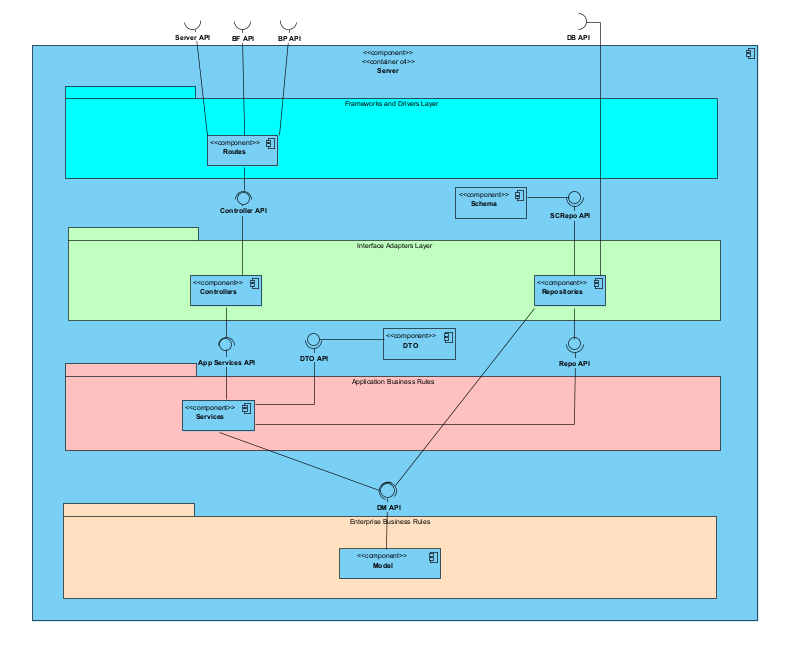 Server API
BF API
BP API
DB API
<<component>>
<<container c4>>
Server
Frameworks and Drivers Layer
<<component>>
Routes
Controller API
<<component>>
Schema
SCRepo API
Interface Adapters Layer
<<component>>
Controllers
<<component>>
Repositories
App Services API
DTO API
<<component>>
DTO
Repo API
Application Business Rules
<<component>>
Services
DM API
Enterprise Business Rules
<<component>>
Model